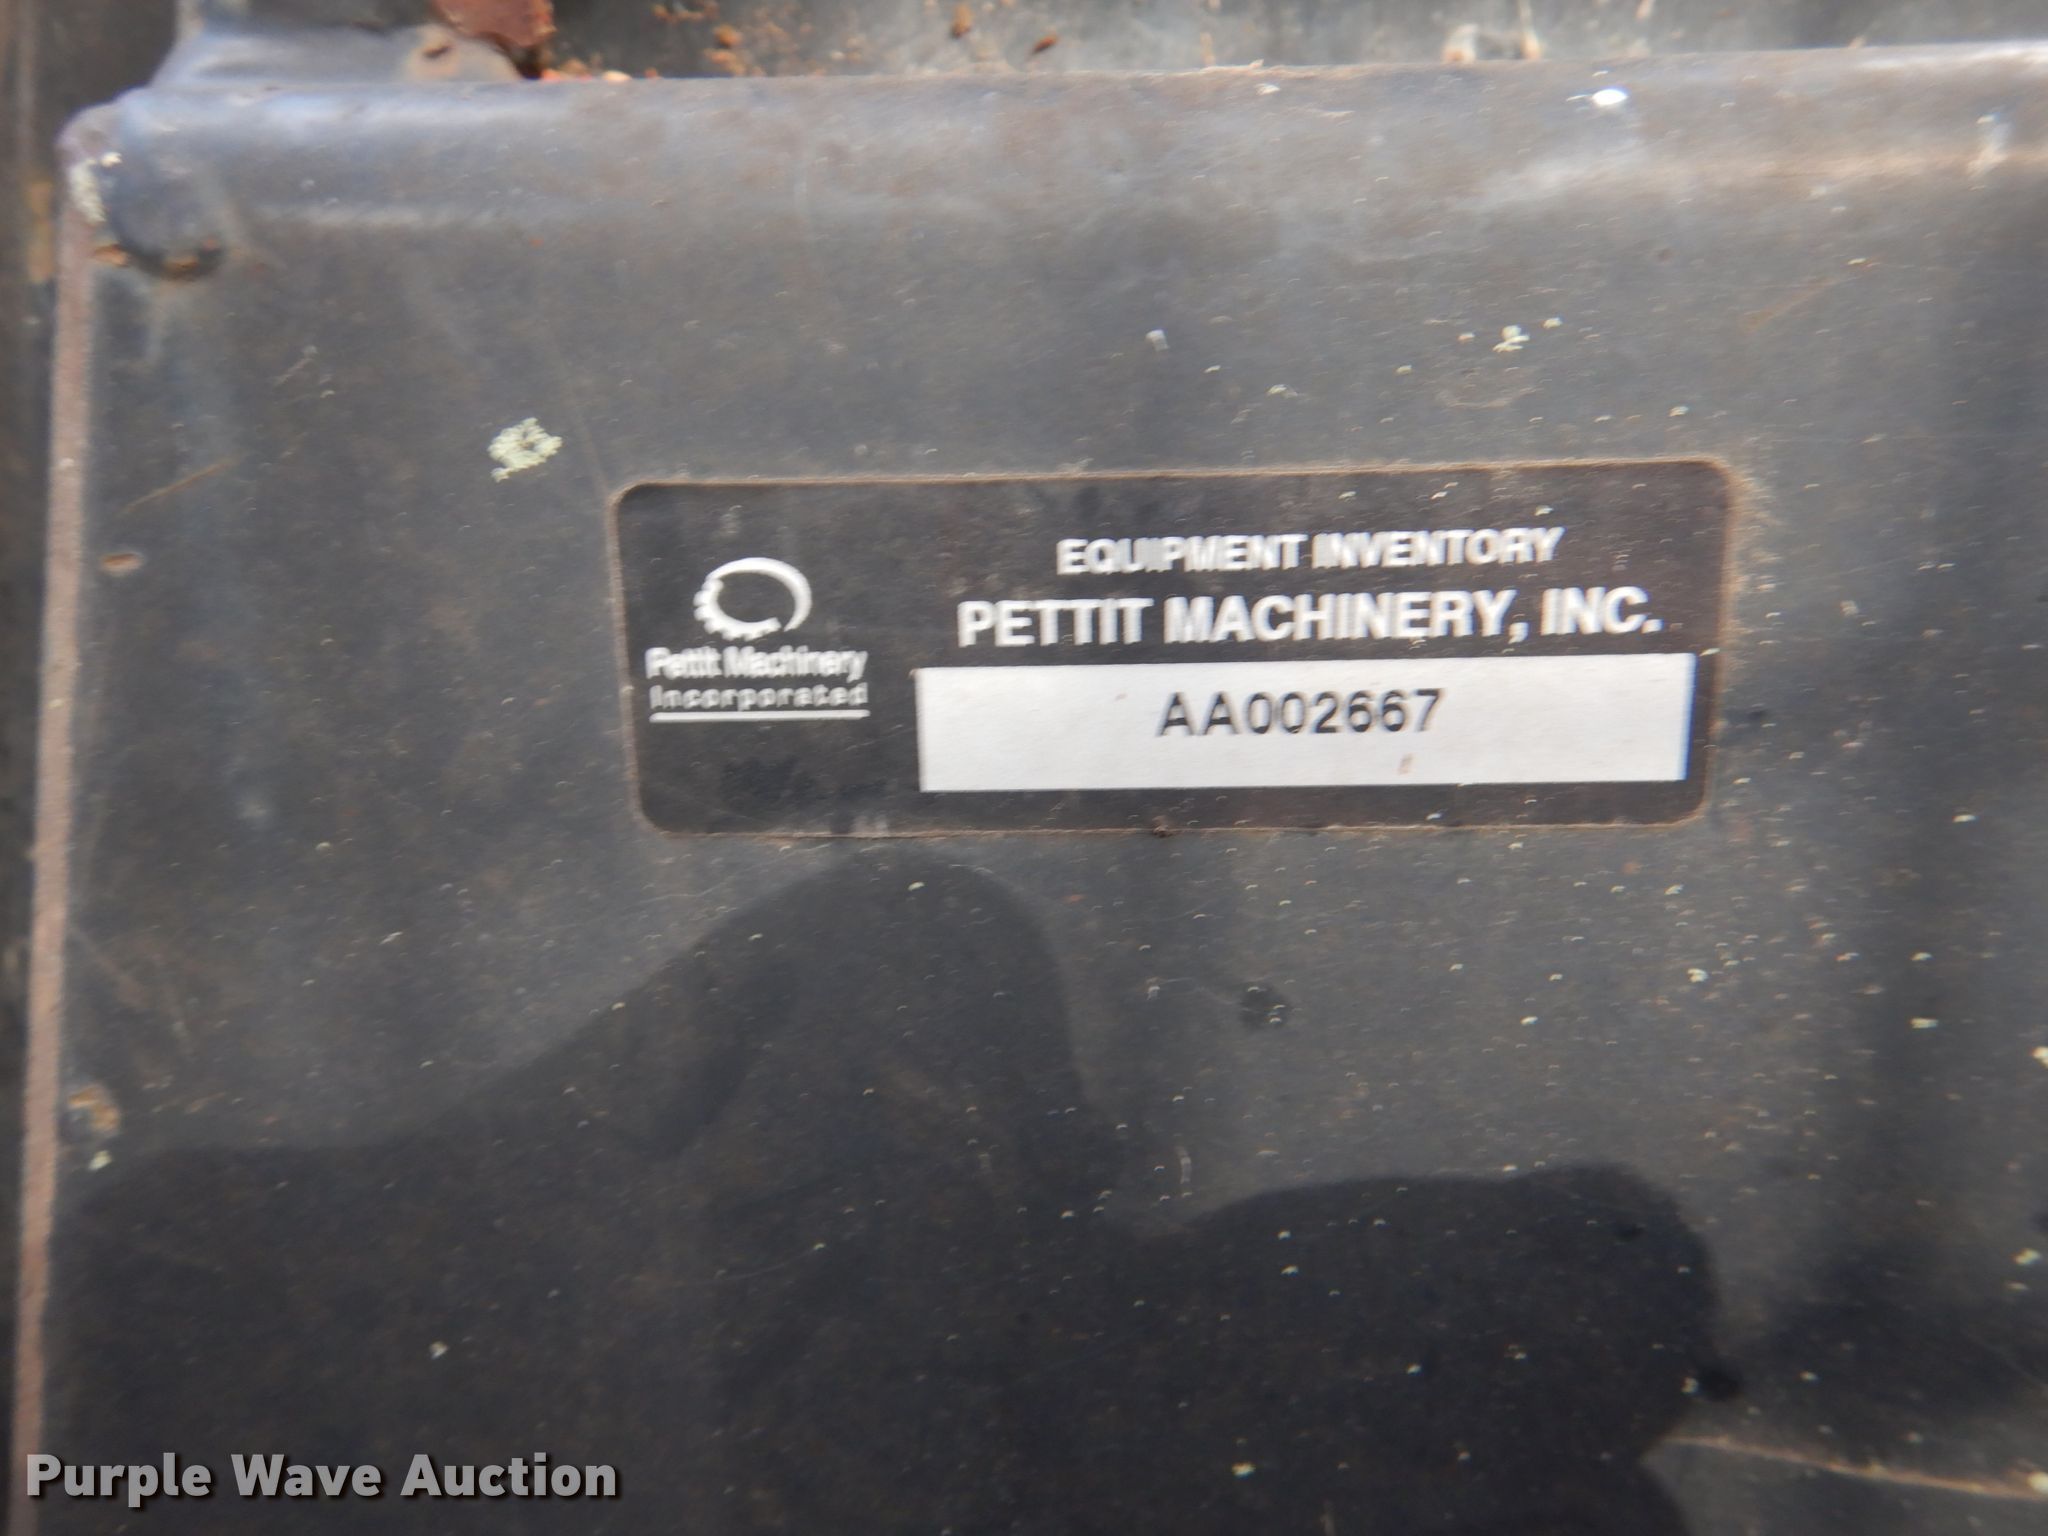 EQUIPMENT INVENTORY
PETTIT MACHINERY, INC.
Pettit Machinery
Incorporated
AA002667
Purple Wave Auction